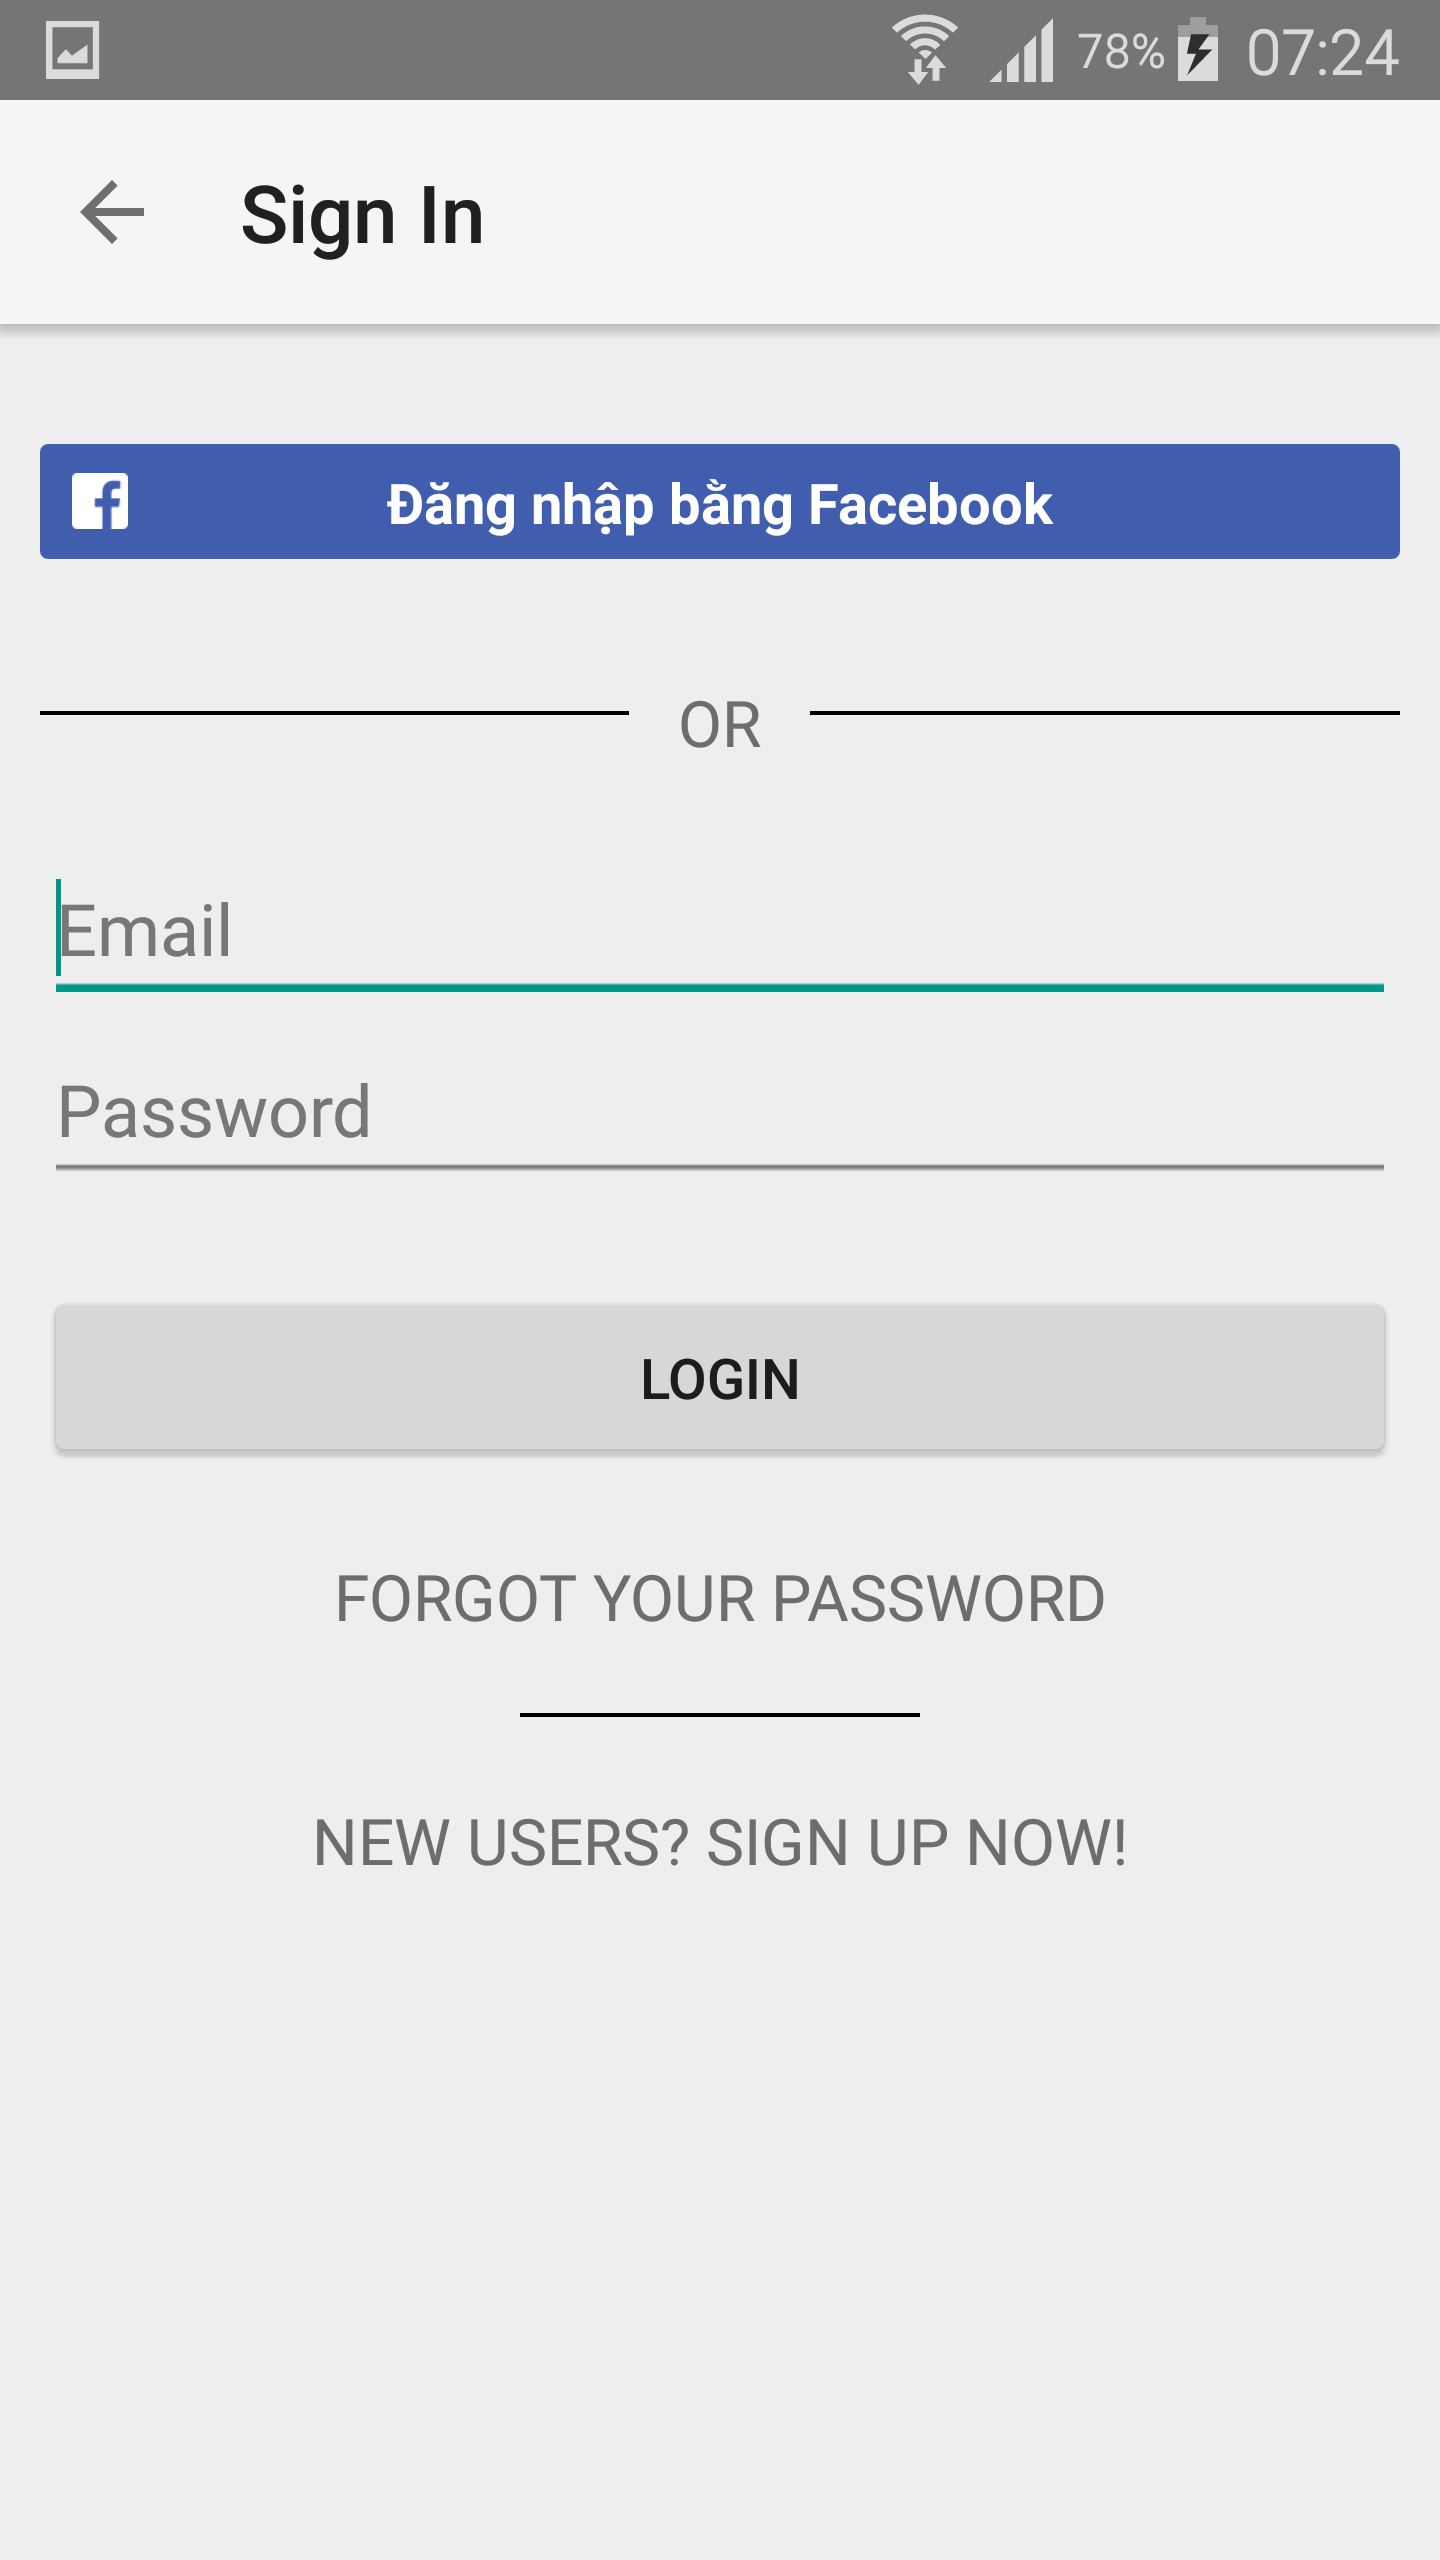 78% 07:24
Sign In
Đăng nhập bằng Facebook
OR
Email
Password
LOGIN
FORGOT YOUR PASSWORD
NEW USERS? SIGN UP NOW!